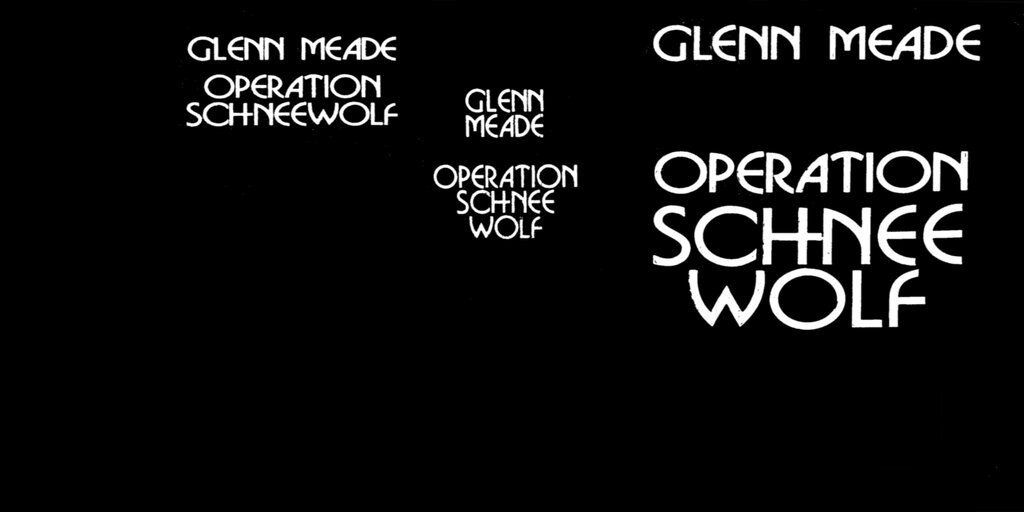 GLENN MEADE
OPERATION
SCHNEEWOLF
GLENN
MEADE
OPERATION
SCHNEE
WOLF
GLENN MEADE
OPERATION
SCHNEE
WOLF